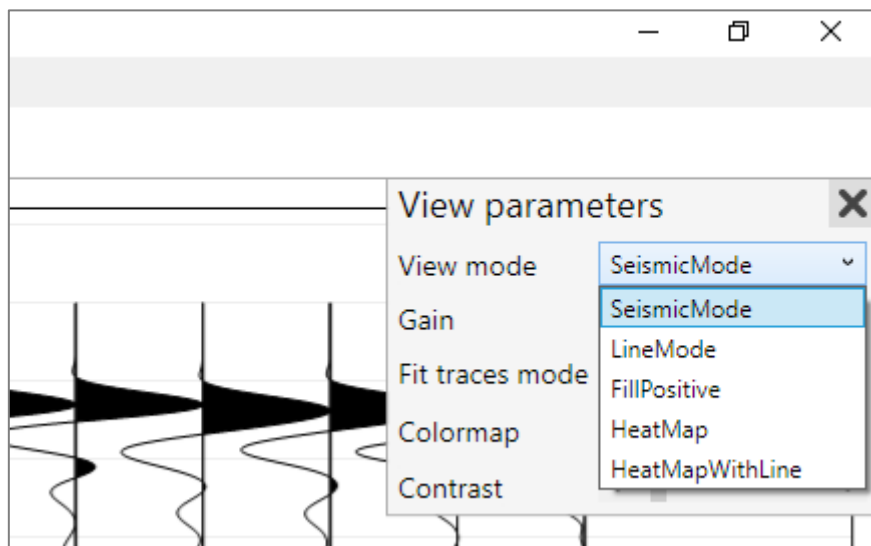 View parameters
View mode
SeismicMode
SeismicMode
Gain
LineMode
Fit traces mode
FillPositive
Colormap
HeatMap
HeatMapWithLine
Contrast